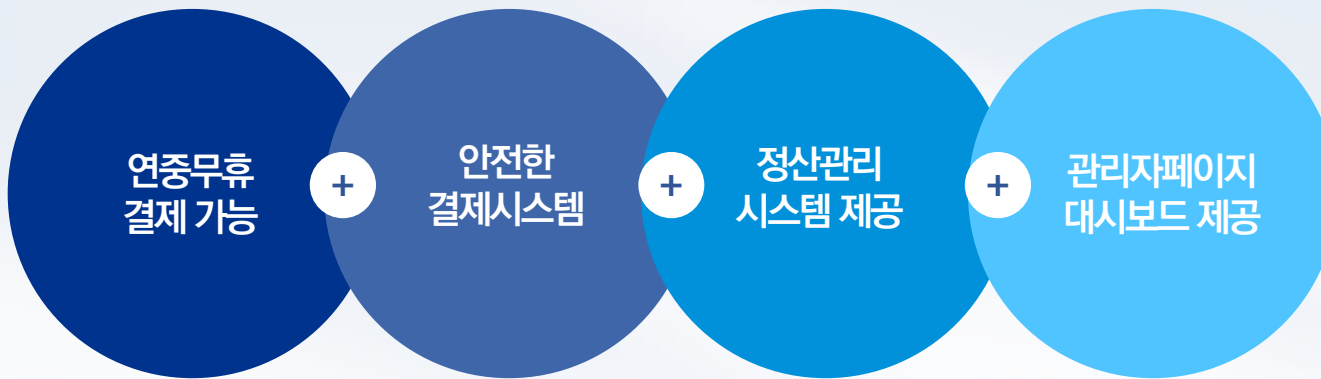 연중무휴
결제 가능
+
안전한
결제시스템
+
정산관리
시스템 제공
+
관리자페이지
대시보드 제공